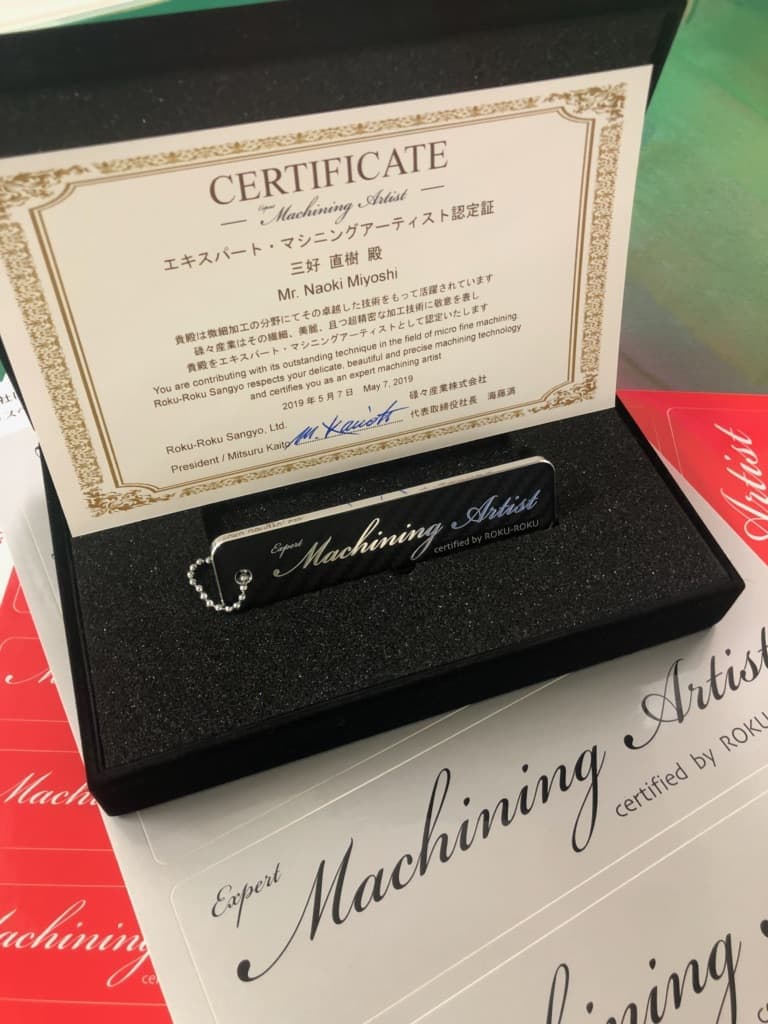 CERTIFICATE
Expert Machining Artist
エキスパート・マシニングアーティスト認定証
三好 直樹 殿
Mr. Naoki Miyoshi
貴殿は微細加工の分野にてその卓越した技術をもって活躍されています
碌々産業はその繊細、美麗、且つ超精密な加工技術に敬意を表し
貴殿をエキスパート・マシニングアーティストとして認定いたします
You are contributing with its outstanding technique in the field of micro fine machining.
Roku-Roku Sangyo respects your delicate, beautiful and precise machining technology
and certifies you as an expert machining artist
2019年5月7日 May 7, 2019
Roku-Roku Sangyo, Ltd. 碌々産業株式会社
President / Mitsuru Kaito M. Kaitoh 代表取締役社長 海藤満
Expert Machining Artist
certified by ROKU-ROKU
Artist
Machi
Expert Machining Artist
certified by ROKU-
achining
cer
ning